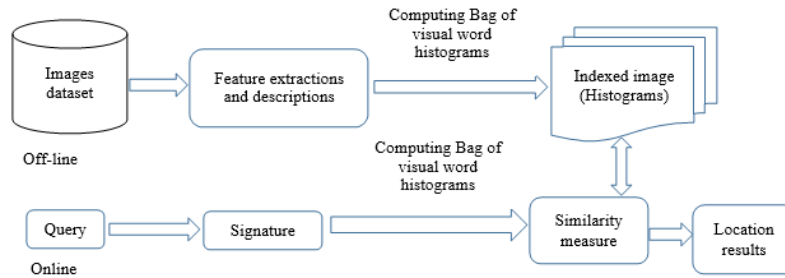 Computing Bag of
visual word
histograms
Images
dataset
Feature extractions
and descriptions
Indexed image
(Histograms)
Off-line
Computing Bag of
visual word
histograms
Query
Signature
Similarity
measure
Location
results
Online